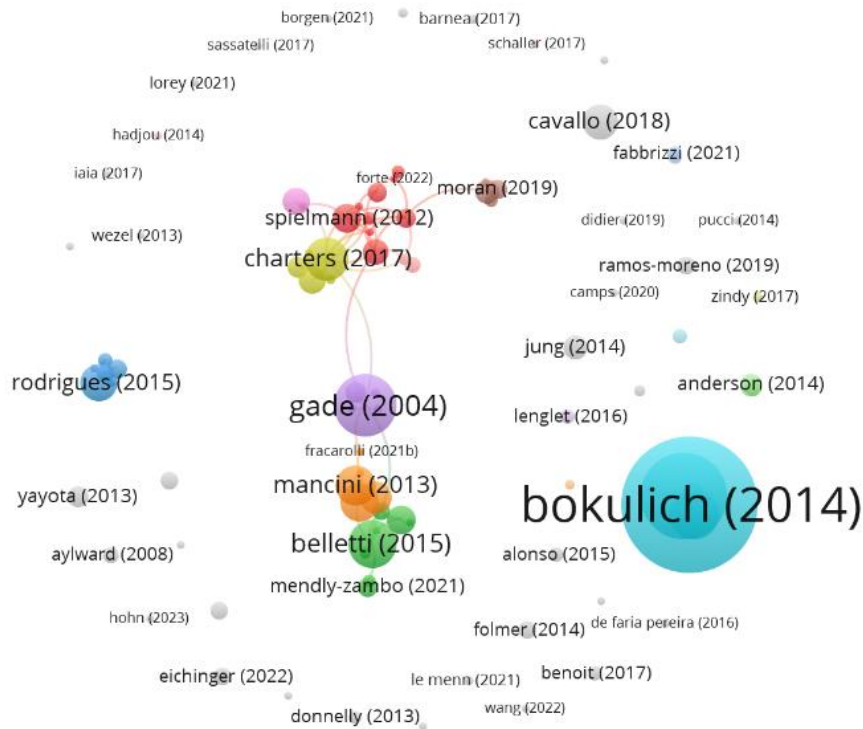 borgen (2021)
barnea (2017)
sassatelli (2017)
schaller (2017)
lorey (2021)
cavallo (2018)
hadjou (2014)
fabbrizzi (2021)
iaia (2017)
forte (2022)
moran (2019)
spielmann (2012)
didier (2019)
pucci (2014)
wezel (2013)
charters (2017)
ramos-moreno (2019)
camps (2020)
zindy (2017)
jung (2014)
rodrigues (2015)
anderson (2014)
gade (2004)
lenglet (2016)
fracarolli (2021b)
mancini (2013)
yayota (2013)
bokulich (2014)
belletti (2015)
aylward (2008)
alonso (2015)
mendly-zambo (2021)
hohn (2023)
de faria pereira (2016)
folmer (2014)
eichinger (2022)
le menn (2021)
benoit (2017)
wang (2022)
donnelly (2013)